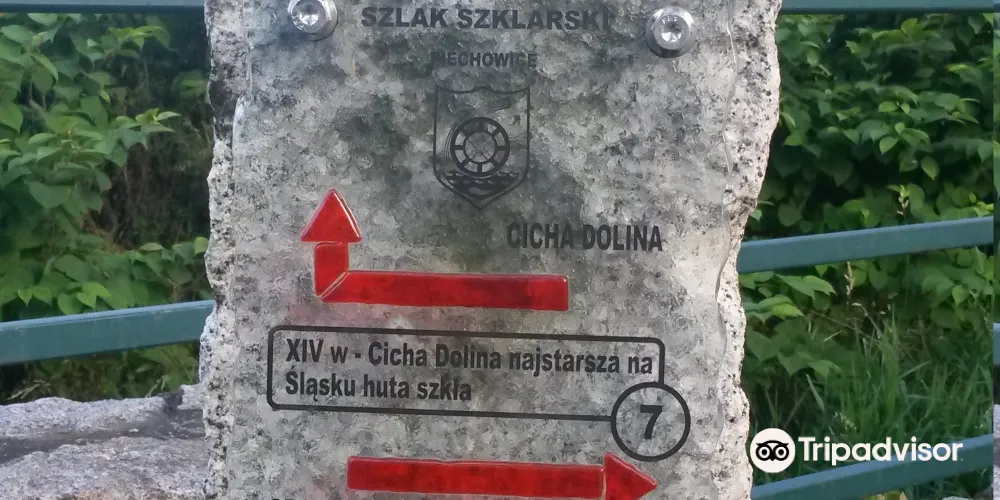 SZLAK SZKLARSKI
PIECHOWICE
CICHA DOLINA
XIV w - Cicha Dolina najstarsza na
Śląsku huta szkła
7
Tripadvisor